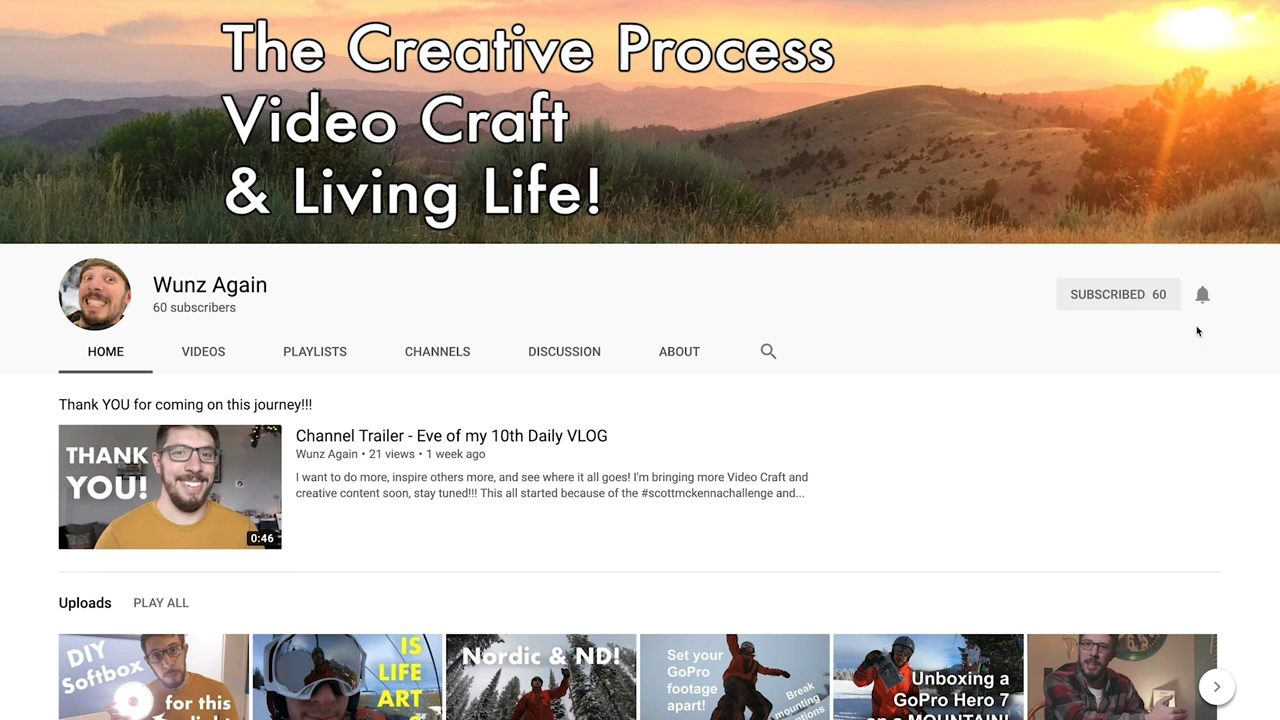 The Creative Process
Video Craft
& Living Life!
Wunz Again
60 subscribers
SUBSCRIBED 60
HOME
VIDEOS
PLAYLISTS
CHANNELS
DISCUSSION
ABOUT
Thank YOU for coming on this journey!!!
THANK
YOU!
0:46
Channel Trailer - Eve of my 10th Daily VLOG
Wunz Again • 21 views • 1 week ago
I want to do more, inspire others more, and see where it all goes! I'm bringing more Video Craft and
creative content soon, stay tuned!!! This all started because of the #scottmckennachallenge and...
Uploads
PLAY ALL
DIY
Softbox
for this
IS
LIFE
ART
Nordic & ND!
Set your
GoPro
footage
apart!
Break
mounting
Unboxing a
GoPro Hero 7
on a MOUNTAIN!